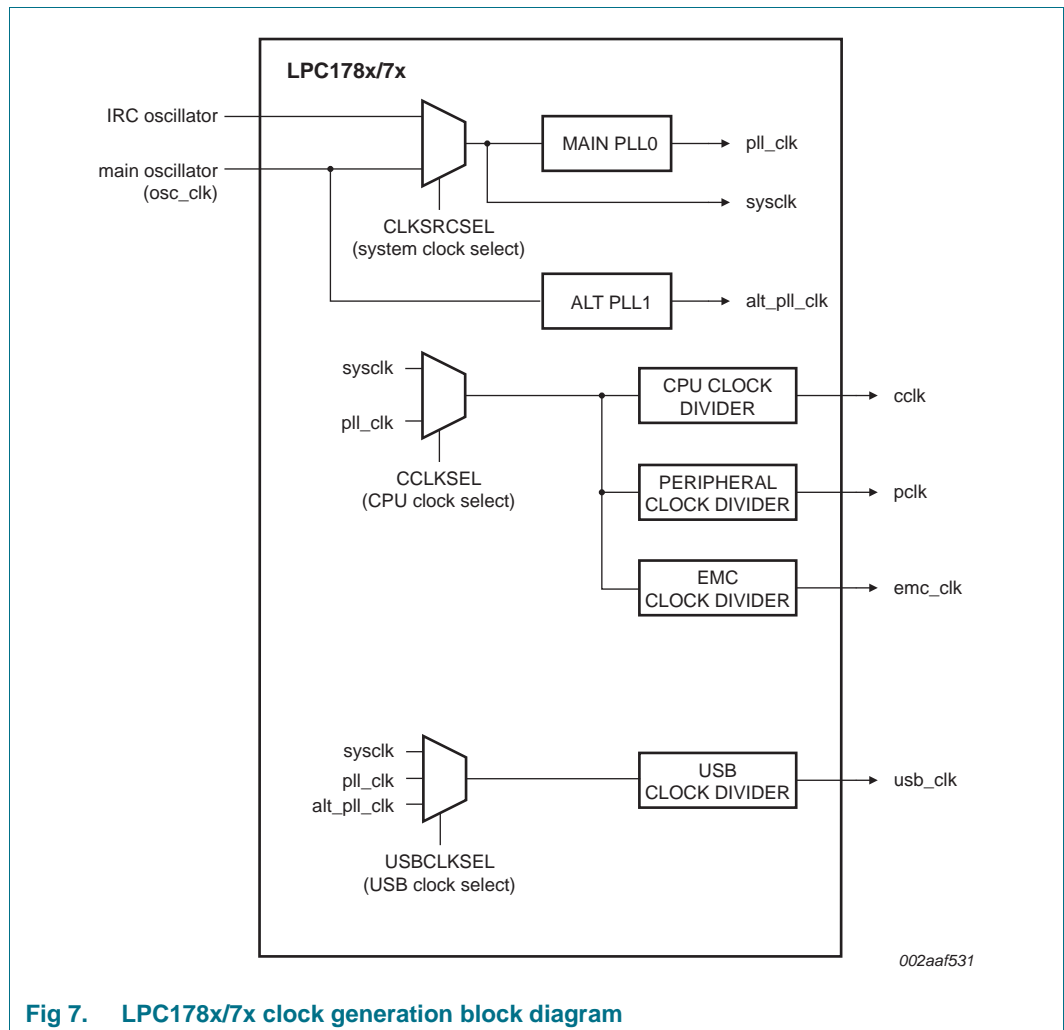 LPC178x/7x
IRC oscillator
MAIN PLL0
pll_clk
main oscillator
(osc_clk)
sysclk
CLKSRCSEL
(system clock select)
ALT PLL1
alt_pll_clk
sysclk
pll_clk
CPU CLOCK
DIVIDER
cclk
CCLKSEL
(CPU clock select)
PERIPHERAL
CLOCK DIVIDER
pclk
EMC
CLOCK DIVIDER
emc_clk
sysclk
pll_clk
alt_pll_clk
USB
CLOCK DIVIDER
usb_clk
USBCLKSEL
(USB clock select)
002aaf531
Fig 7. LPC178x/7x clock generation block diagram